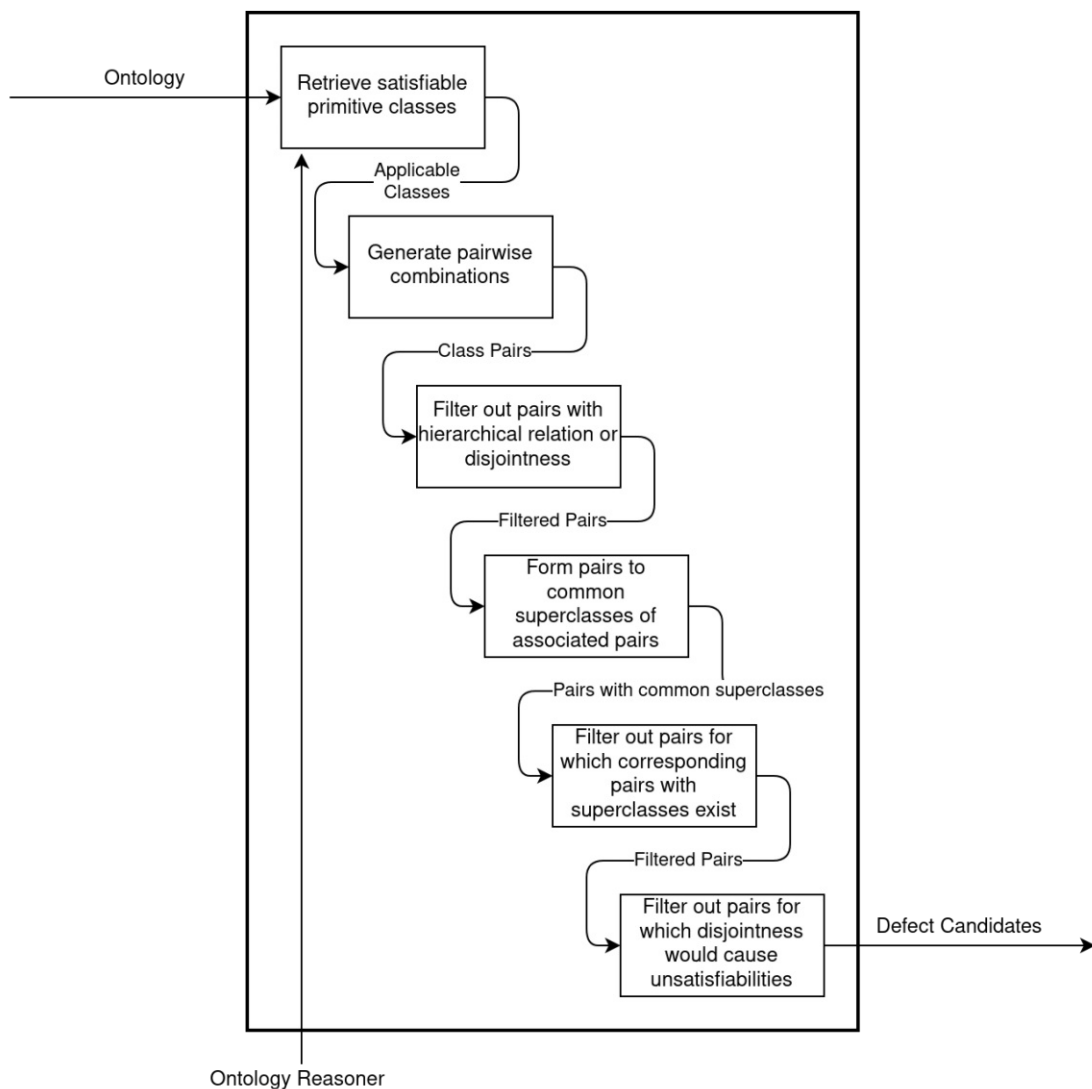 Ontology
Retrieve satisfiable
primitive classes
Applicable
Classes
Generate pairwise
combinations
Class Pairs
Filter out pairs with
hierarchical relation or
disjointness
Filtered Pairs
Form pairs to
common
superclasses of
associated pairs
Pairs with common superclasses
Filter out pairs for
which corresponding
pairs with
superclasses exist
Filtered Pairs
Filter out pairs for
which disjointness
would cause
unsatisfiabilities
Defect Candidates
Ontology Reasoner